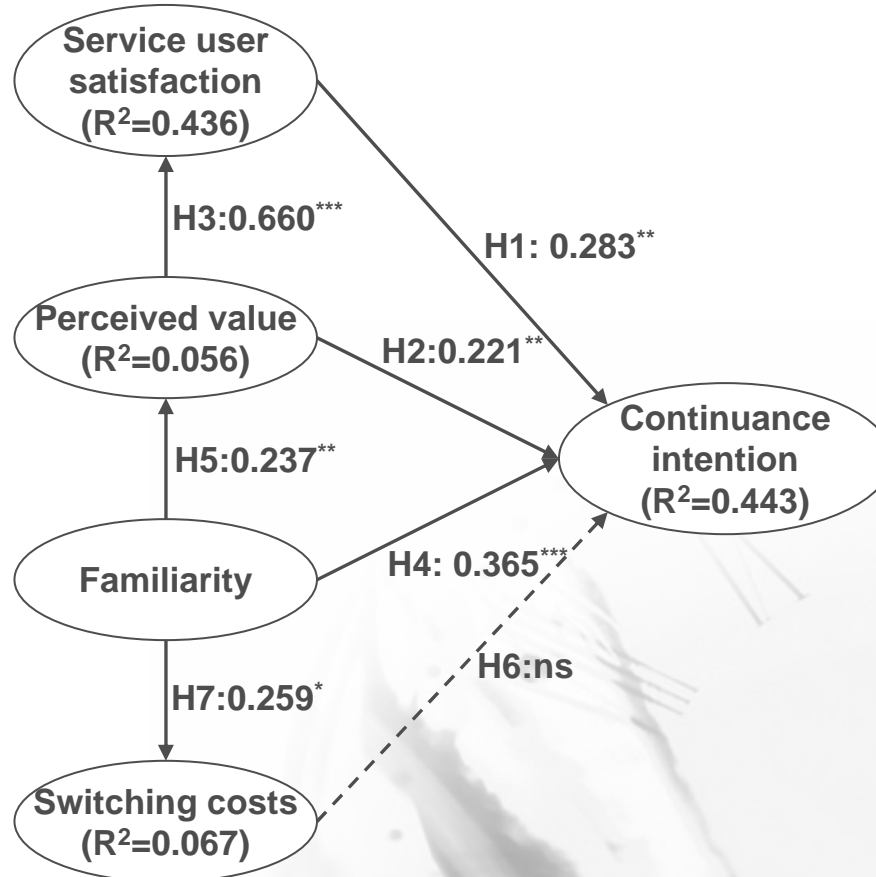 Service user
satisfaction
(R²=0.436)
H3:0.660***
H1: 0.283**
Perceived value
(R²=0.056)
H2:0.221**
Continuance
intention
(R²=0.443)
H5:0.237**
Familiarity
H4: 0.365***
H6:ns
H7:0.259*
Switching costs
(R²=0.067)